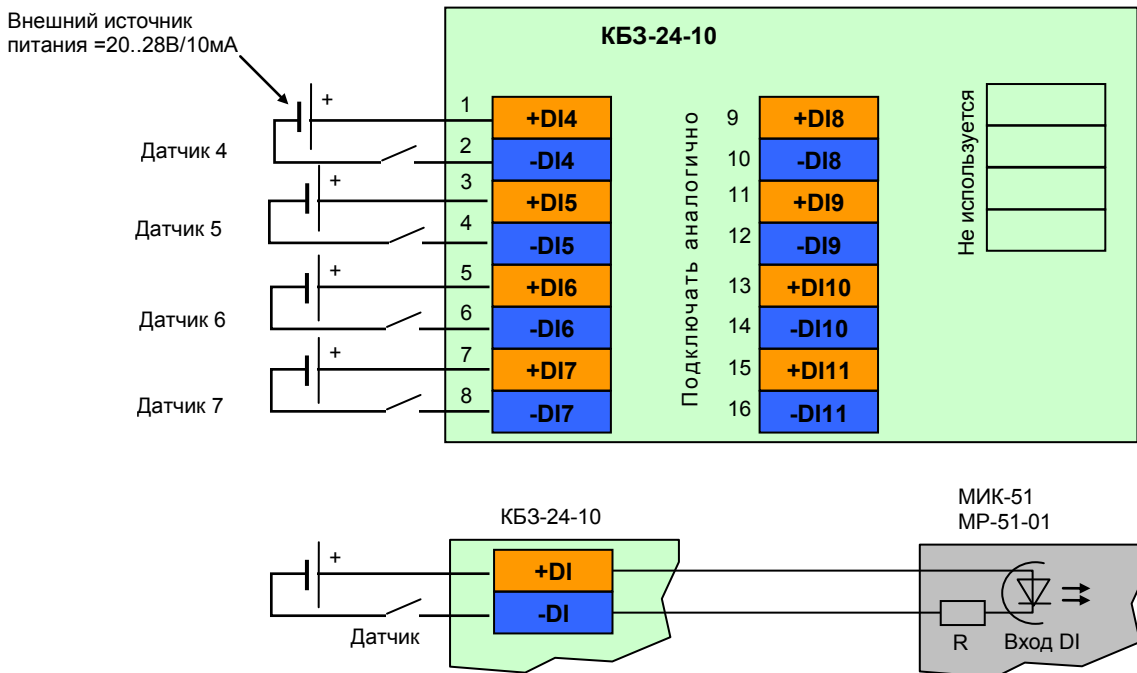 Внешний источник
питания =20..28В/10мА
КБЗ-24-10
+
1
+DI4
Датчик 4
2
-DI4
+
3
+DI5
Датчик 5
4
-DI5
+
5
+DI6
Датчик 6
6
-DI6
+
7
+DI7
Датчик 7
8
-DI7
Подключать аналогично
9
+DI8
10
-DI8
11
+DI9
12
-DI9
13
+DI10
14
-DI10
15
+DI11
16
-DI11
Не используется
КБЗ-24-10
МИК-51
МР-51-01
+
+DI
-DI
Датчик
R
Вход DI